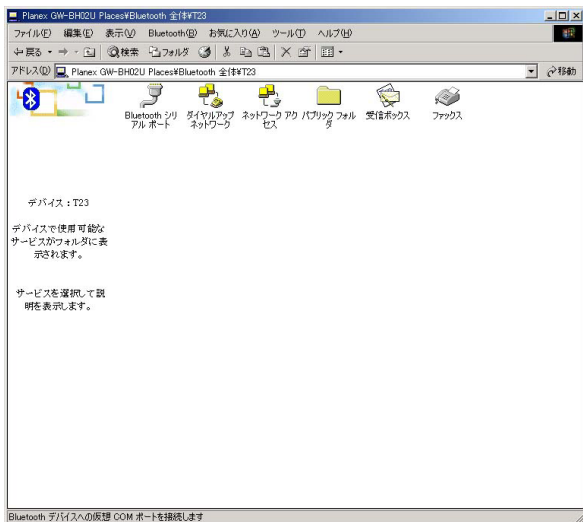 Planex GW-BH02U Places¥Bluetooth 全体¥T23
ファイル(F) 編集(E) 表示(V) Bluetooth(B) お気に入り(A) ツール(T) ヘルプ(H)
戻る 検索 フォルダ
アドレス(D) Planex GW-BH02U Places¥Bluetooth 全体¥T23 移動
Bluetooth シリ
アル ポート
ダイヤルアップ
ネットワーク
ネットワーク アク
セス
パブリック フォル
ダ
受信ボックス
ファックス
デバイス : T23
デバイスで使用可能な
サービスがフォルダに表
示されます。
サービスを選択して説
明を表示します。
Bluetooth デバイスへの仮想 COM ポートを接続します